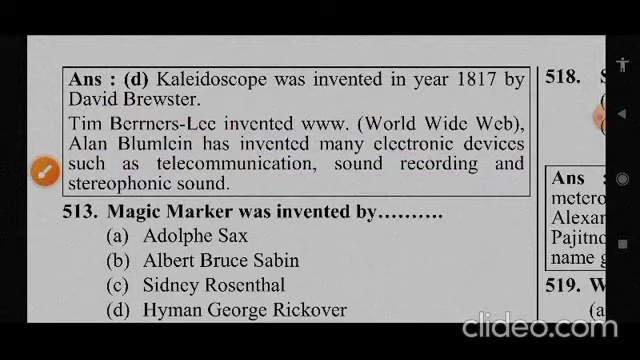 Ans : (d) Kaleidoscope was invented in year 1817 by
David Brewster.
Tim Berrners-Lee invented www. (World Wide Web),
Alan Blumlein has invented many electronic devices
such as telecommunication, sound recording and
stereophonic sound.
513. Magic Marker was invented by..........
(a) Adolphe Sax
(b) Albert Bruce Sabin
(c) Sidney Rosenthal
(d) Hyman George Rickover
518. S
(
(
Ans :
metero
Alexan
Pajitno
name g
519. W
(a
clideo.com